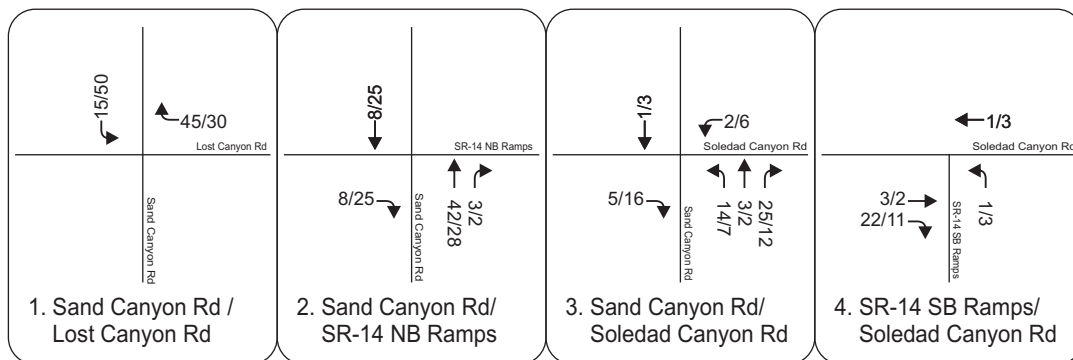 15/50
45/30
Lost Canyon Rd
Sand Canyon Rd
1. Sand Canyon Rd /
Lost Canyon Rd
8/25
SR-14 NB Ramps
8/25
42/28
3/2
Sand Canyon Rd
2. Sand Canyon Rd/
SR-14 NB Ramps
1/3
2/6
Soledad Canyon Rd
5/16
14/7
3/2
25/12
Sand Canyon Rd
3. Sand Canyon Rd/
Soledad Canyon Rd
1/3
Soledad Canyon Rd
3/2
22/11
1/3
SR-14 SB Ramps
4. SR-14 SB Ramps/
Soledad Canyon Rd